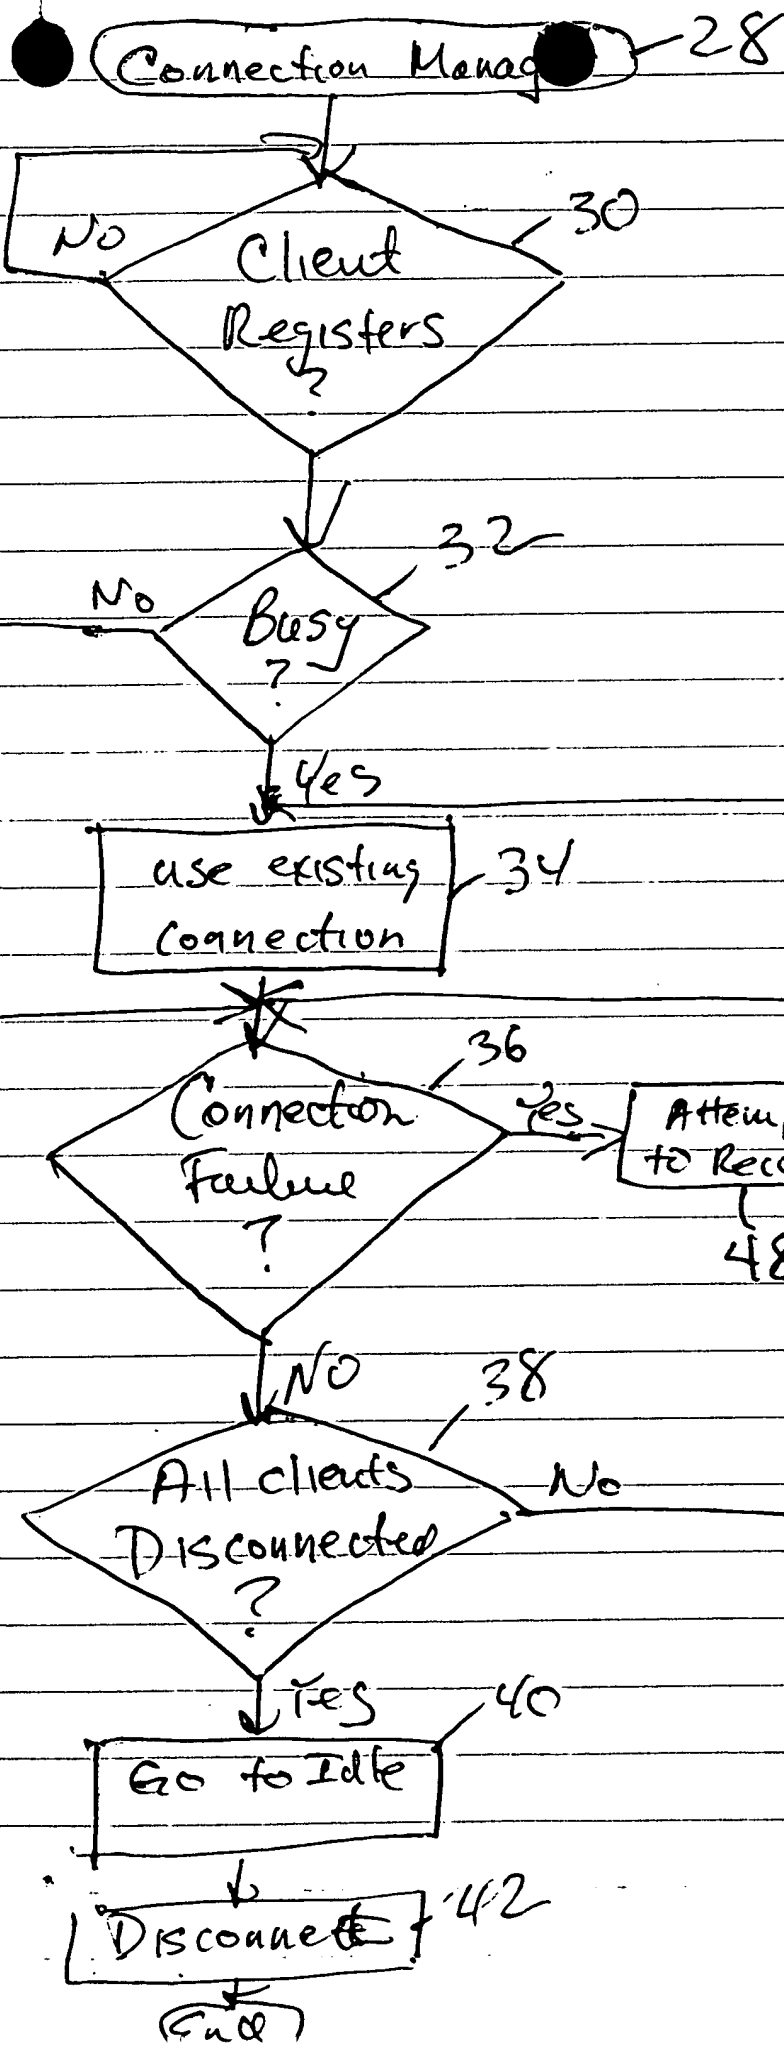 Connection Manag
28
No
30
Client
Registers
?
No
32
Busy
?
Yes
use existing
34
Connection
36
Connection
Yes
Attem
Failure
to Reco
?
48
NO
38
All clients
No
Disconnected
?
Yes
40
Go to Idle
Disconnect
42
End